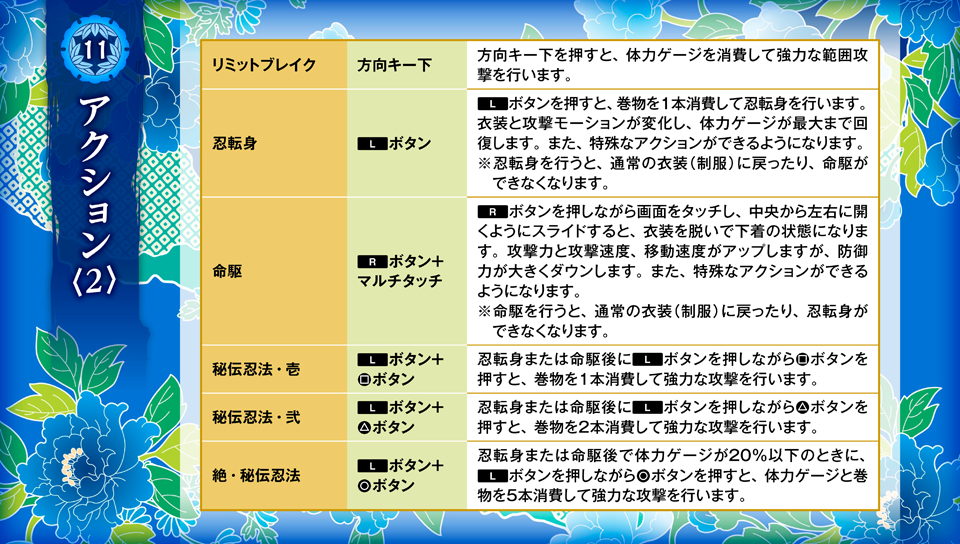 11
アクション〈2〉
リミットブレイク
方向キー下
方向キー下を押すと、体力ゲージを消費して強力な範囲攻
撃を行います。
忍転身
Lボタン
Lボタンを押すと、巻物を1本消費して忍転身を行います。
衣装と攻撃モーションが変化し、体力ゲージが最大まで回
復します。また、特殊なアクションができるようになります。
※忍転身を行うと、通常の衣装（制服）に戻ったり、命駆が
できなくなります。
命駆
Rボタン＋
マルチタッチ
Rボタンを押しながら画面をタッチし、中央から左右に開
くようにスライドすると、衣装を脱いで下着の状態になりま
す。攻撃力と攻撃速度、移動速度がアップしますが、防御
力が大きくダウンします。また、特殊なアクションができる
ようになります。
※命駆を行うと、通常の衣装（制服）に戻ったり、忍転身が
できなくなります。
秘伝忍法・壱
Lボタン＋
□ボタン
忍転身または命駆後にLボタンを押しながら□ボタンを
押すと、巻物を1本消費して強力な攻撃を行います。
秘伝忍法・弐
Lボタン＋
△ボタン
忍転身または命駆後にLボタンを押しながら△ボタンを
押すと、巻物を2本消費して強力な攻撃を行います。
絶・秘伝忍法
Lボタン＋
○ボタン
忍転身または命駆後で体力ゲージが20％以下のときに、
Lボタンを押しながら○ボタンを押すと、体力ゲージと巻
物を5本消費して強力な攻撃を行います。